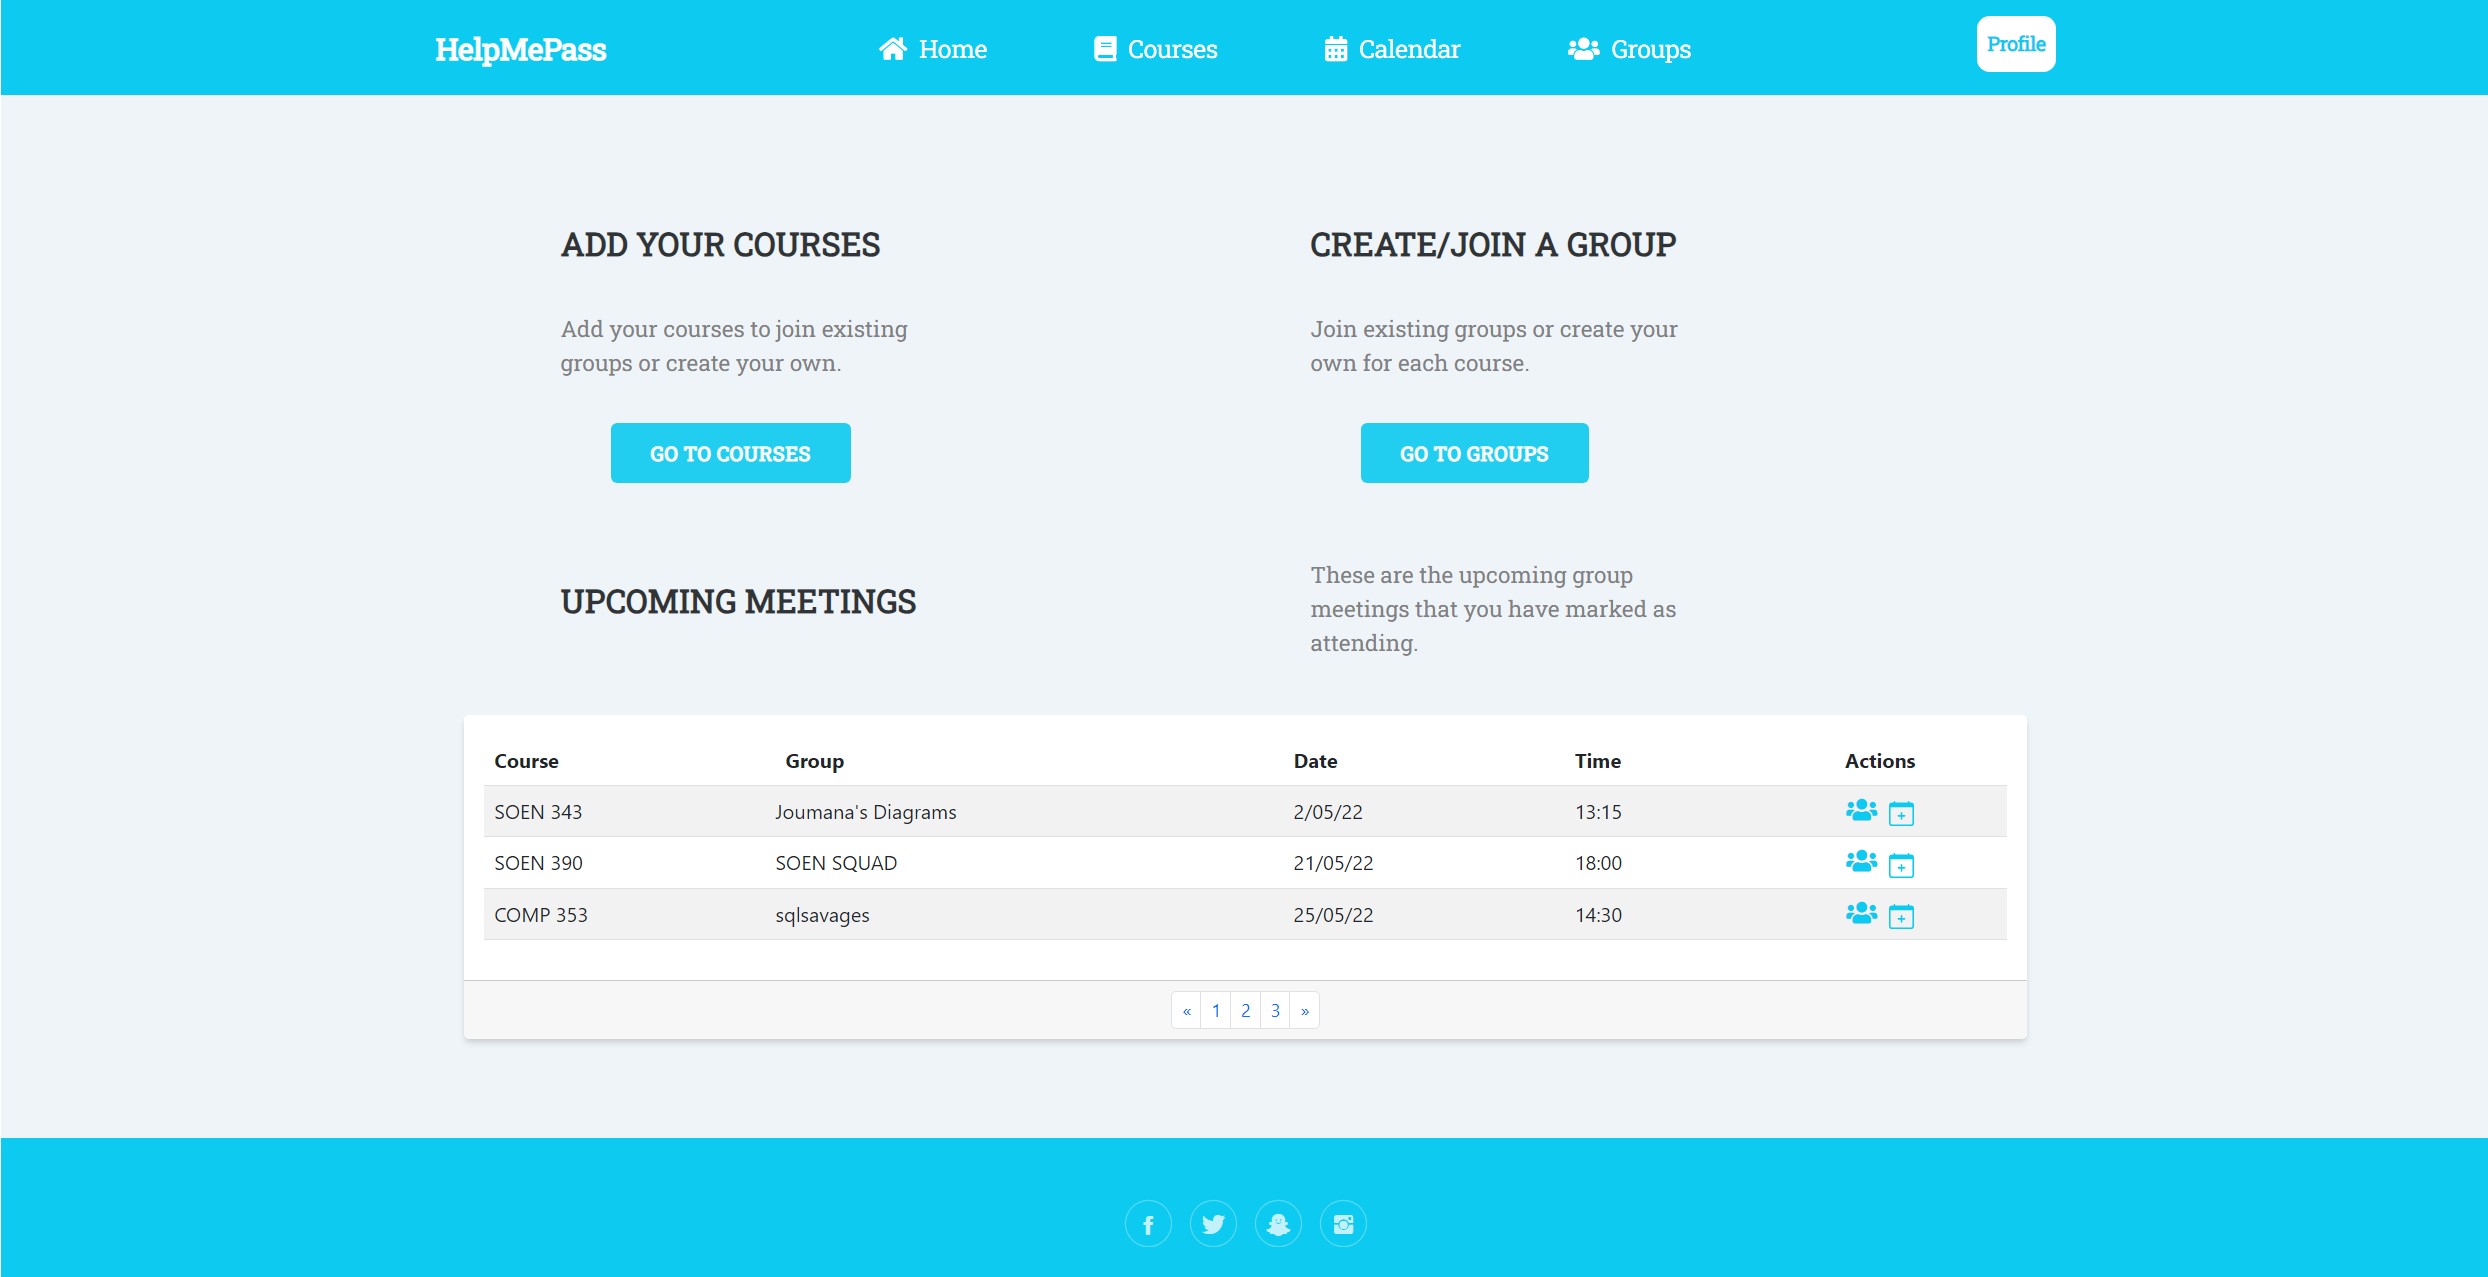 HelpMePass
Home
Courses
Calendar
Groups
Profile
ADD YOUR COURSES
Add your courses to join existing
groups or create your own.
GO TO COURSES
CREATE/JOIN A GROUP
Join existing groups or create your
own for each course.
GO TO GROUPS
UPCOMING MEETINGS
These are the upcoming group
meetings that you have marked as
attending.
Course Group Date Time Actions
SOEN 343 Joumana's Diagrams 2/05/22 13:15
SOEN 390 SOEN SQUAD 21/05/22 18:00
COMP 353 sqlsavages 25/05/22 14:30
« 1 2 3 »